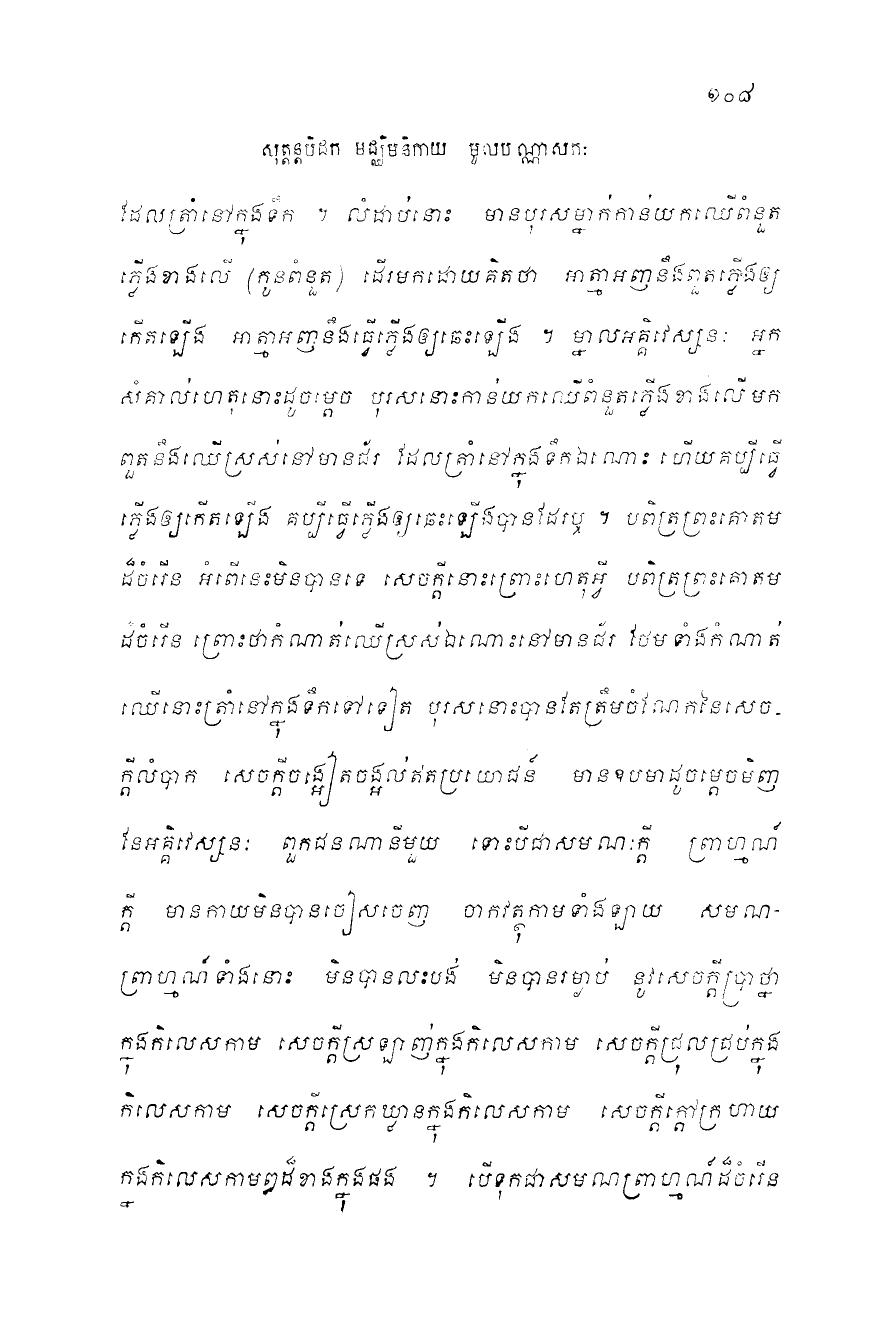 ១០៨
សុត្តន្តបិដក មជ្ឈិមនិកាយ មូលបណ្ណាសកៈ
ដែលត្រាំនៅក្នុងទឹក ។ លំដាប់នោះ មានបុរសម្នាក់កាន់យកឈើពំនួត
ភ្លើងខាងលើ (កូនពំនួត) ដើរមកដោយគិតថា អាត្មាអញនឹងពួតភ្លើងឲ្យ
កើតឡើង អាត្មាអញនឹងធ្វើភ្លើងឲ្យឆេះឡើង ។ ម្នាលអគ្គិវេស្សនៈ អ្នក
សំគាល់ហេតុនោះដូចម្តេច បុរសនោះកាន់យកឈើពំនួតភ្លើងខាងលើមក
ពួតនឹងឈើស្រស់នៅមានជ័រ ដែលត្រាំនៅក្នុងទឹកឯណោះ ហើយគប្បីធ្វើ
ភ្លើងឲ្យកើតឡើង គប្បីធ្វើភ្លើងឲ្យឆេះឡើងបានដែរឬ ។ បពិត្រព្រះគោតម
ដ៏ចំរើន អំពើនេះមិនបានទេ សេចក្តីនោះព្រោះហេតុអ្វី បពិត្រព្រះគោតម
ដ៏ចំរើន ព្រោះថាកំណាត់ឈើស្រស់ឯណោះនៅមានជ័រ ថែមទាំងកំណាត់
ឈើនោះត្រាំនៅក្នុងទឹកទៅទៀត បុរសនោះបានតែត្រឹមចំណែកនៃសេច-
ក្តីលំបាក សេចក្តីចង្អៀតចង្អល់ឥតប្រយោជន៍ មានឧបមាដូចម្តេចមិញ
នែអគ្គិវេស្សនៈ ពួកជនណានីមួយ ទោះបីជាសមណៈក្តី ព្រាហ្មណ៍
ក្តី មានកាយមិនបានចៀសចេញ ចាកវត្ថុកាមទាំងឡាយ សមណ-
ព្រាហ្មណ៍ទាំងនោះ មិនបានលះបង់ មិនបានរម្ងាប់ នូវសេចក្តីប្រាថ្នា
ក្នុងកិលេសកាម សេចក្តីស្រឡាញ់ក្នុងកិលេសកាម សេចក្តីជ្រុលជ្រប់ក្នុង
កិលេសកាម សេចក្តីស្រេកឃ្លានក្នុងកិលេសកាម សេចក្តីក្តៅក្រហាយ
ក្នុងកិលេសកាមឰដ៏ខាងក្នុងផង ។ បើទុកជាសមណព្រាហ្មណ៍ដ៏ចំរើន